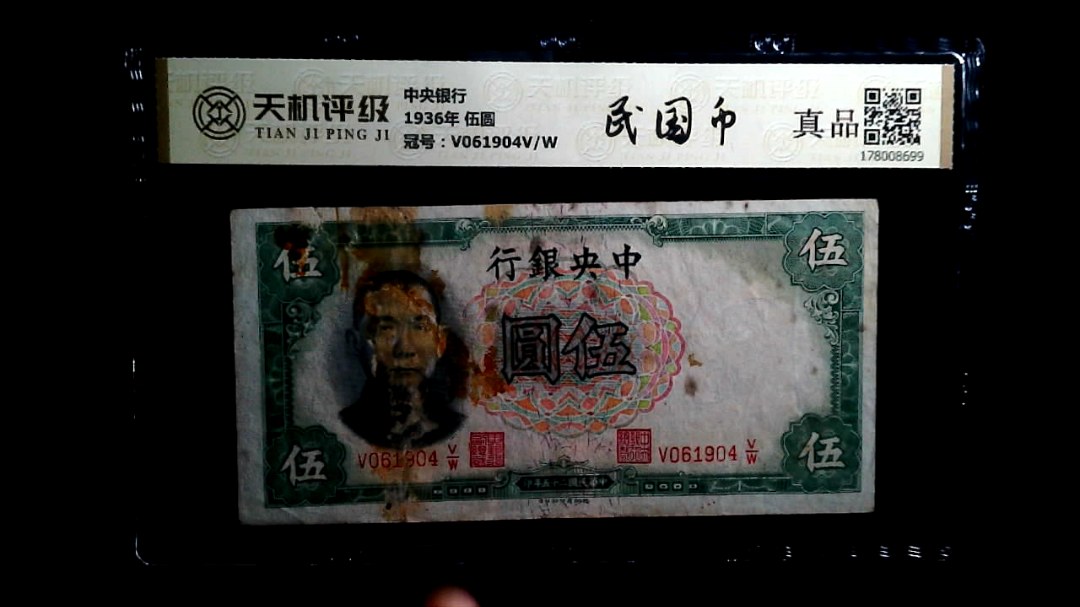 天机评级
TIAN JI PING JI
中央银行
1936年 伍圆
冠号：V061904V/W
民国币
真品
178008699
伍
伍
行銀央中
圓伍
V061904 V/W
V061904 V/W
伍
伍